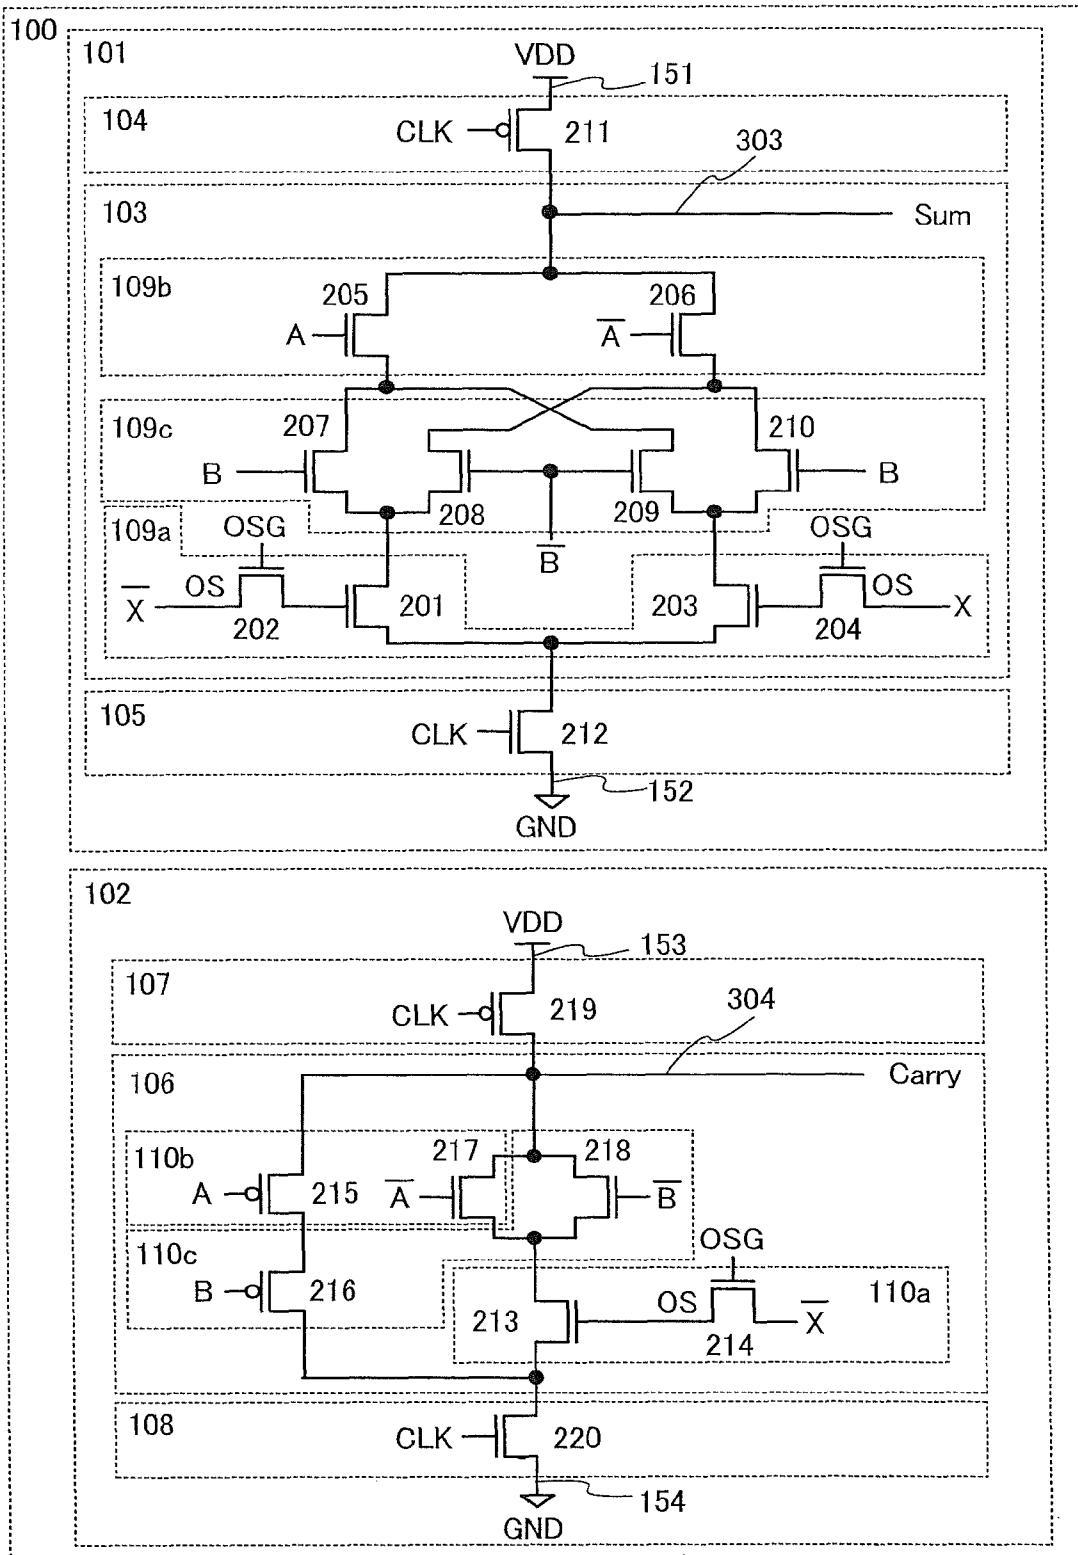 100
101
VDD
151
104
CLK
211
303
103
Sum
109b
205
206
A
A̅
109c
207
210
B
B
208
209
109a
OSG
B̅
OSG
X̅
OS
201
203
OS
X
202
204
105
CLK
212
152
GND
102
VDD
153
107
CLK
219
304
106
Carry
110b
217
218
A
215
A̅
B̅
110c
OSG
B
216
110a
213
OS
X̅
214
108
CLK
220
154
GND